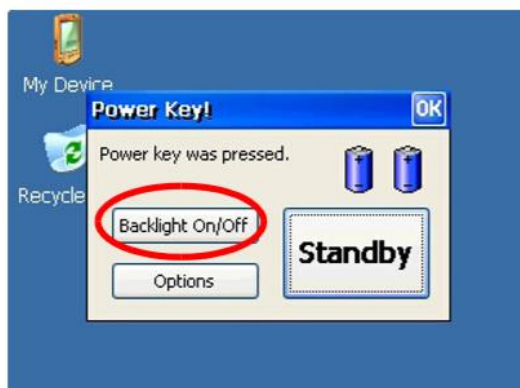 My Device
Power Key!
OK
Power key was pressed.
Recycle
Backlight On/Off
Standby
Options